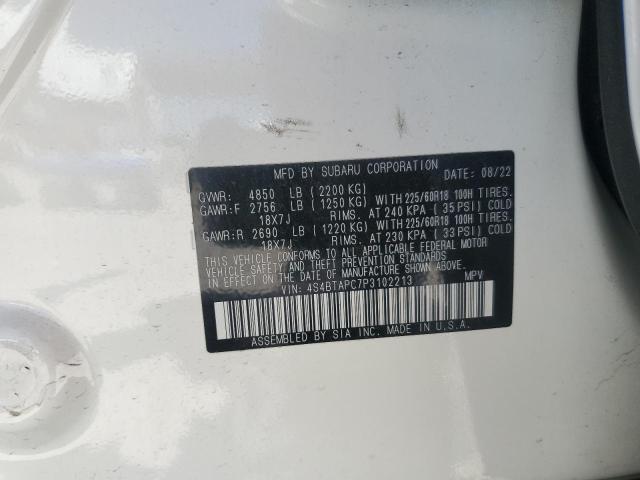 MFD BY SUBARU CORPORATION DATE: 08/22
GVWR: 4850 LB (2200 KG)
GAWR:F 2756 LB (1250 KG) WITH 225/60R18 100H TIRES.
18X7J RIMS. AT 240 KPA (35 PSI) COLD
GAWR:R 2690 LB (1220 KG) WITH 225/60R18 100H TIRES.
18X7J RIMS. AT 230 KPA (33 PSI) COLD
THIS VEHICLE CONFORMS TO ALL APPLICABLE FEDERAL MOTOR
VEHICLE SAFETY AND THEFT PREVENTION STANDARDS
IN EFFECT ON THE DATE OF MANUFACTURE SHOWN ABOVE.
VIN: 4S4BTAPC7P3102213 MPV
ASSEMBLED BY SIA INC. MADE IN U.S.A.